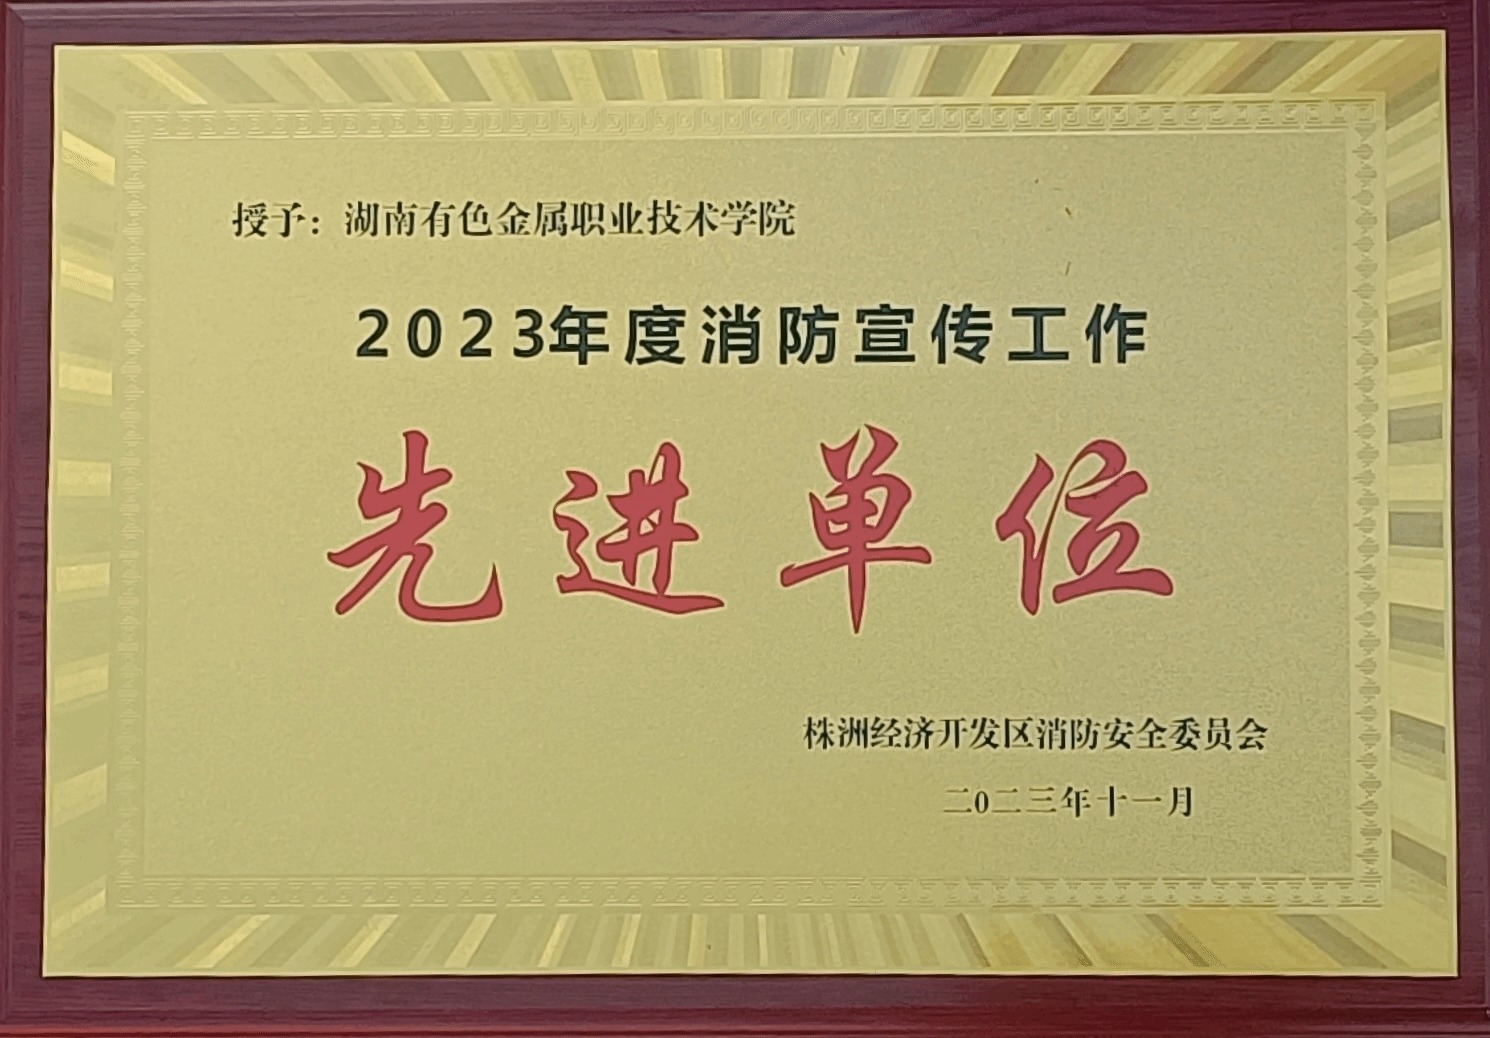 授予：湖南有色金属职业技术学院
2023年度消防宣传工作
先进单位
株洲经济开发区消防安全委员会
二0二三年十一月